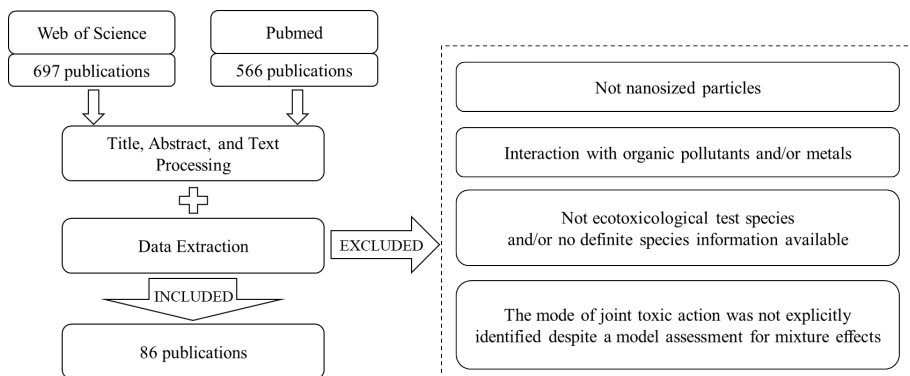 Web of Science
697 publications
Pubmed
566 publications
Title, Abstract, and Text
Processing
Data Extraction
EXCLUDED
INCLUDED
86 publications
Not nanosized particles
Interaction with organic pollutants and/or metals
Not ecotoxicological test species
and/or no definite species information available
The mode of joint toxic action was not explicitly
identified despite a model assessment for mixture effects